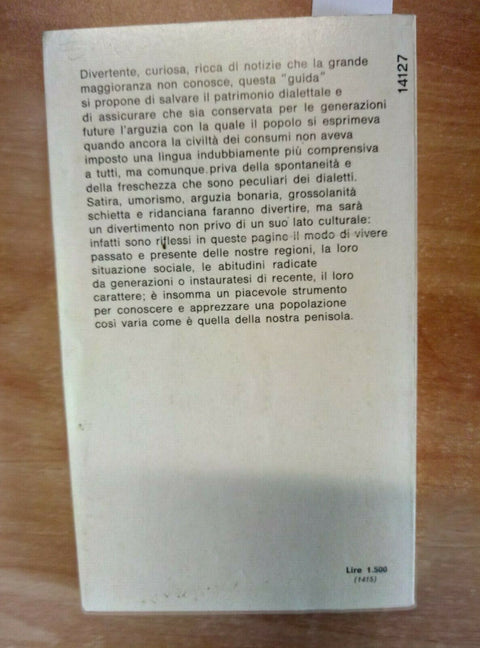 Divertente, curiosa, ricca di notizie che la grande
maggioranza non conosce, questa "guida"
si propone di salvare il patrimonio dialettale e
di assicurare che sia conservata per le generazioni
future l'arguzia con la quale il popolo si esprimeva
quando ancora la civiltà dei consumi non aveva
imposto una lingua indubbiamente più comprensiva
a tutti, ma comunque priva della spontaneità e
della freschezza che sono peculiari dei dialetti.
Satira, umorismo, arguzia bonaria, grossolanità
schietta e ridanciana faranno divertire, ma sarà
un divertimento non privo di un suo lato culturale:
infatti sono riflessi in queste pagine il modo di vivere
passato e presente delle nostre regioni, la loro
situazione sociale, le abitudini radicate
da generazioni o instauratesi di recente, il loro
carattere; è insomma un piacevole strumento
per conoscere e apprezzare una popolazione
così varia come è quella della nostra penisola.
14127
Lire 1.500
(1415)